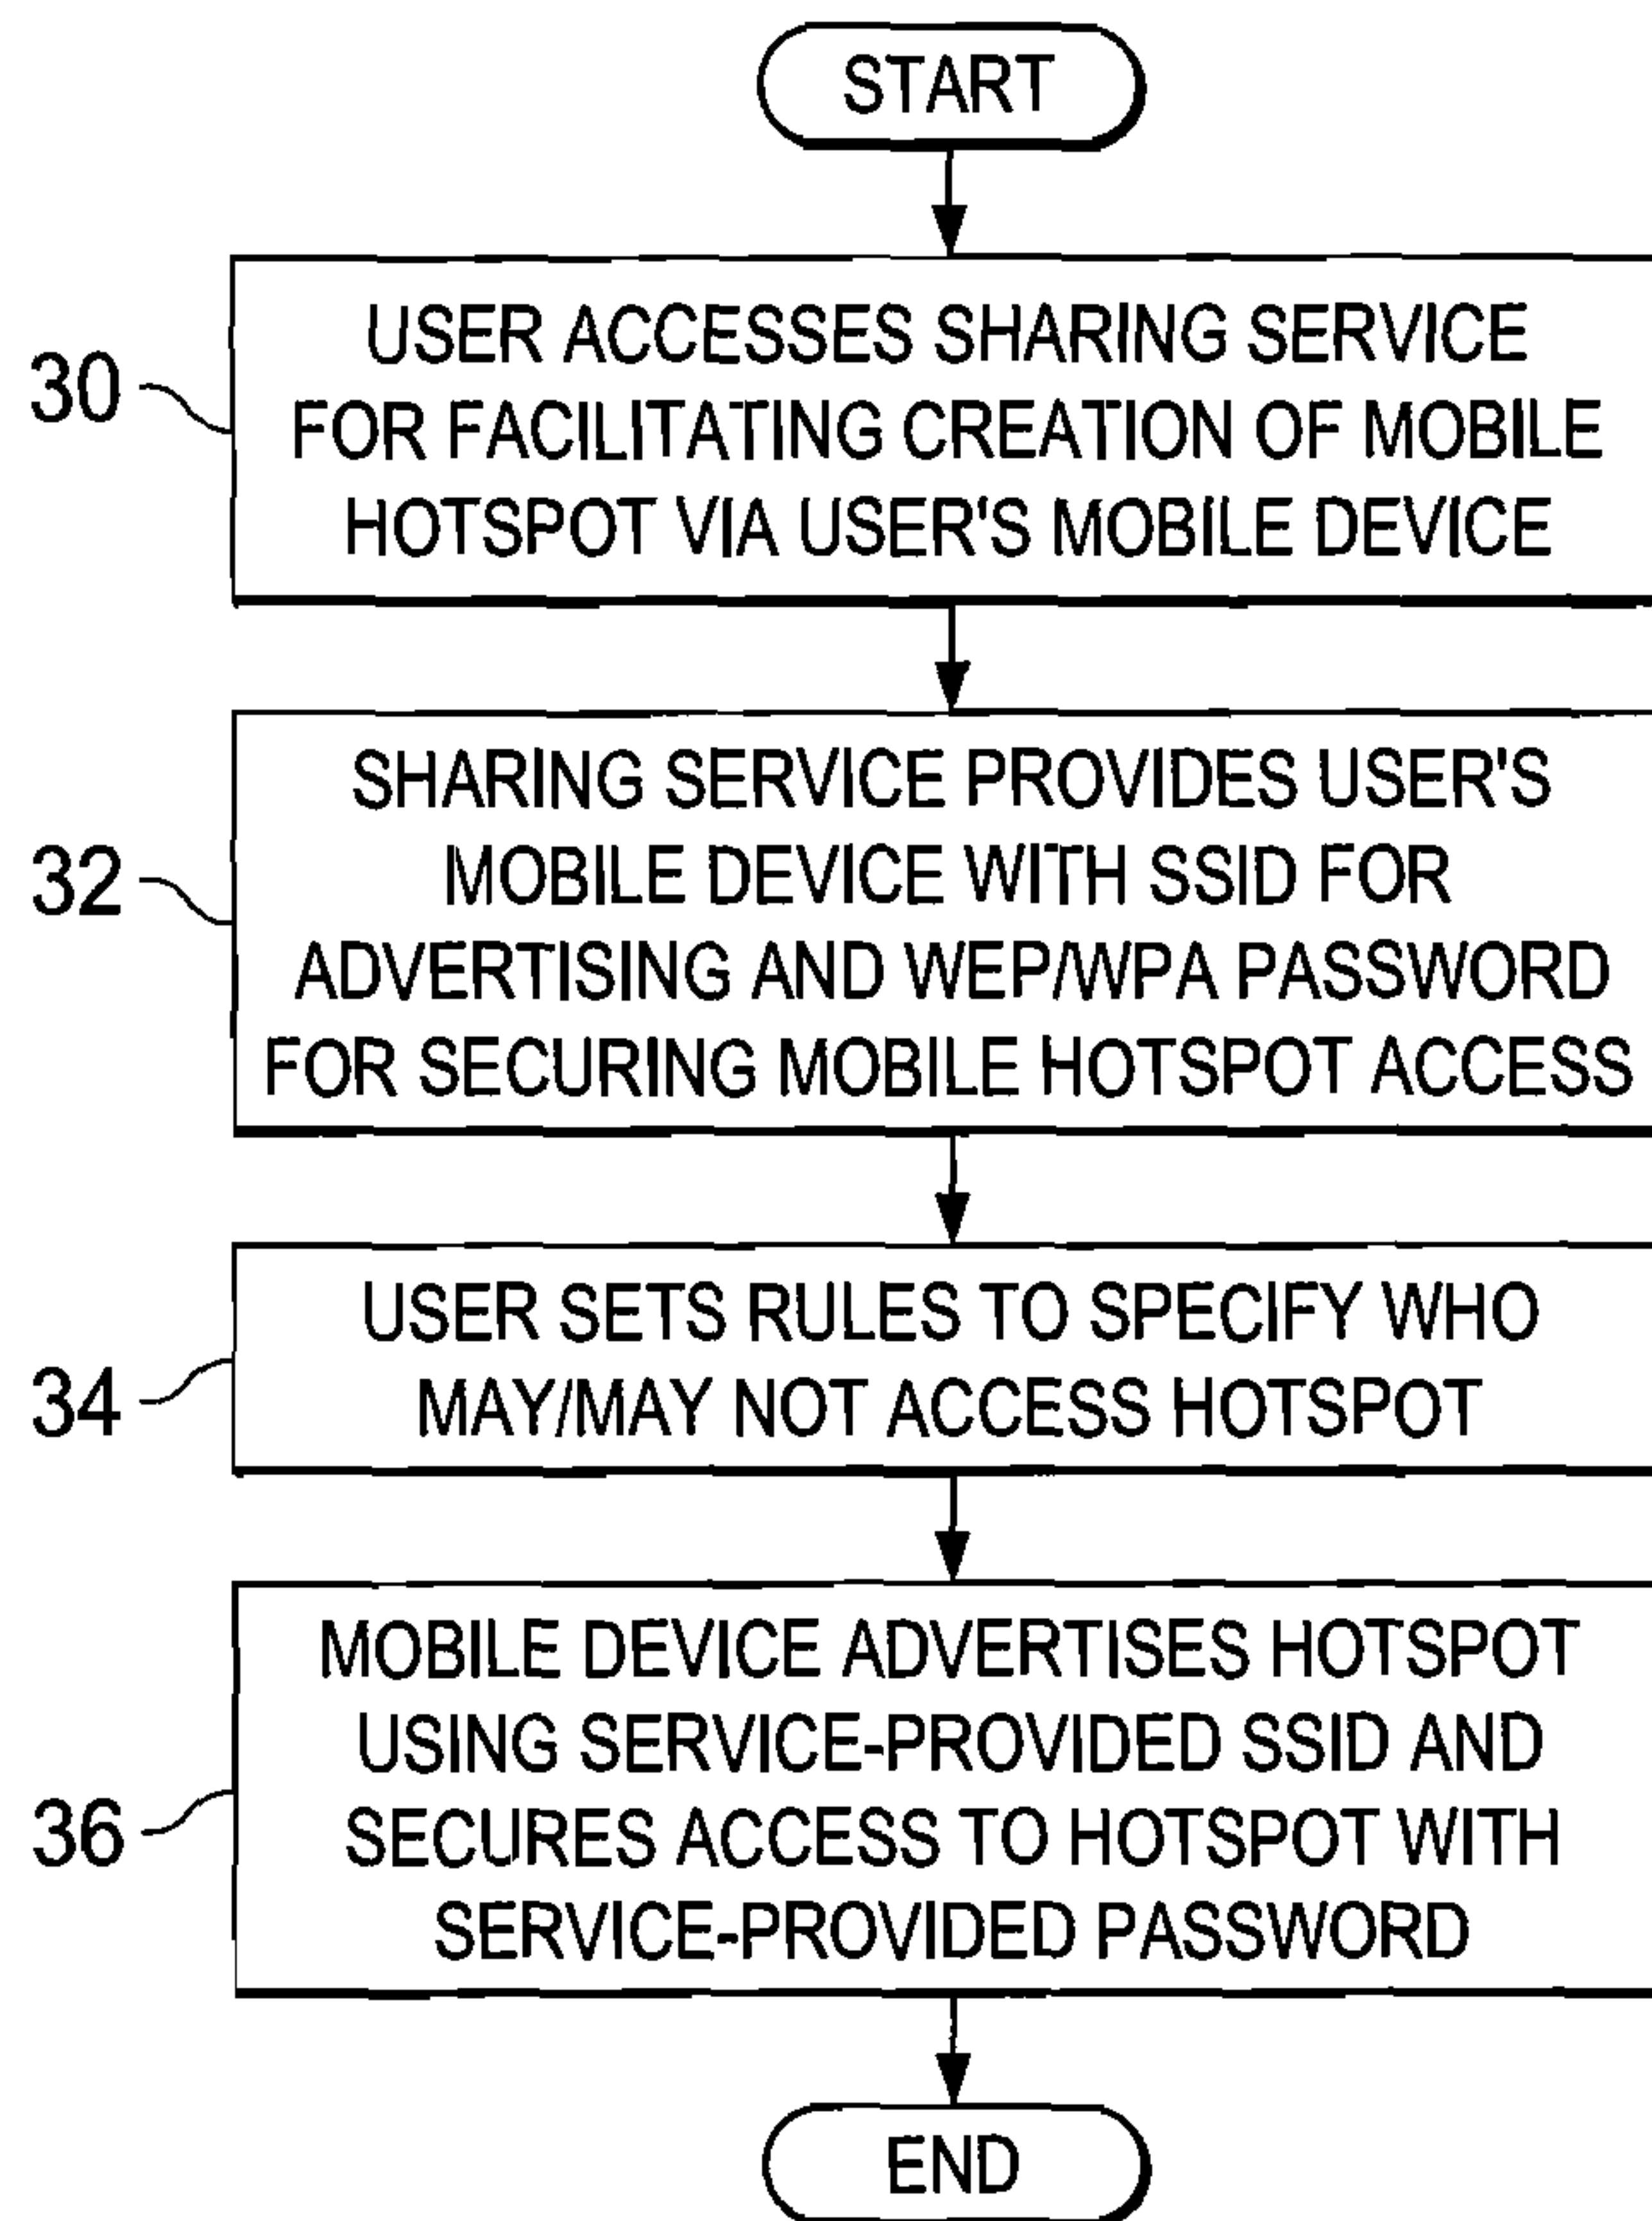 START
30
USER ACCESSES SHARING SERVICE
FOR FACILITATING CREATION OF MOBILE
HOTSPOT VIA USER'S MOBILE DEVICE
32
SHARING SERVICE PROVIDES USER'S
MOBILE DEVICE WITH SSID FOR
ADVERTISING AND WEP/WPA PASSWORD
FOR SECURING MOBILE HOTSPOT ACCESS
34
USER SETS RULES TO SPECIFY WHO
MAY/MAY NOT ACCESS HOTSPOT
36
MOBILE DEVICE ADVERTISES HOTSPOT
USING SERVICE-PROVIDED SSID AND
SECURES ACCESS TO HOTSPOT WITH
SERVICE-PROVIDED PASSWORD
END